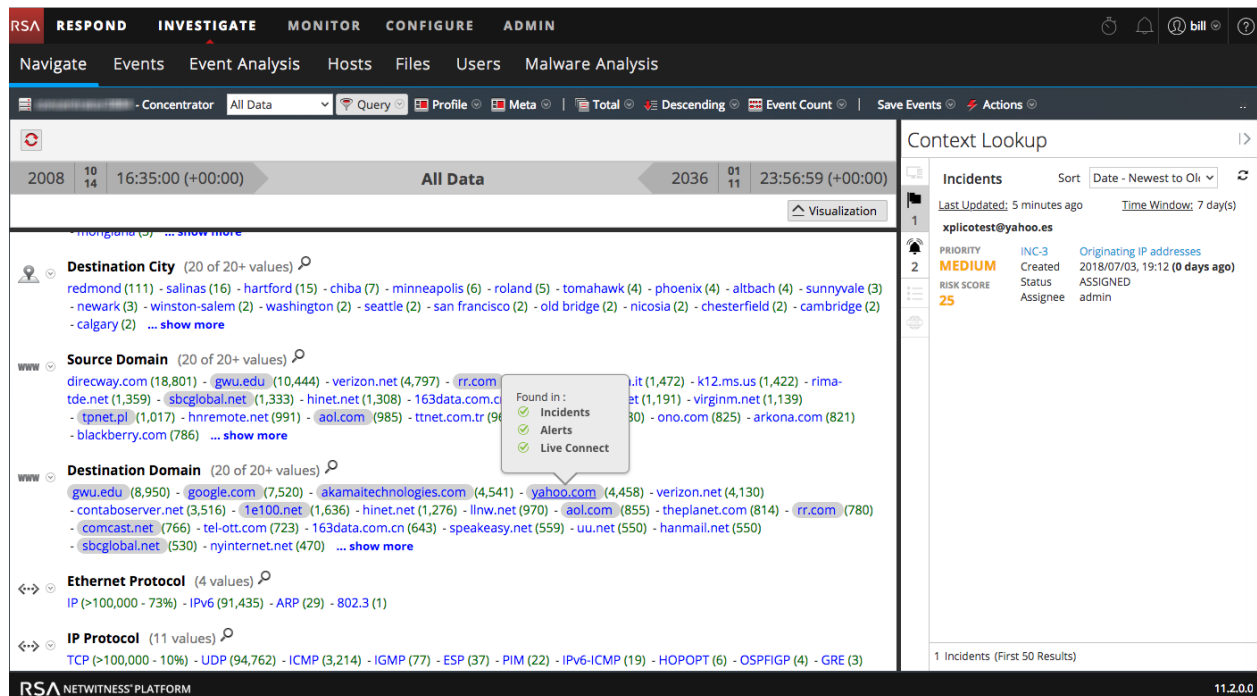 RSA RESPOND INVESTIGATE MONITOR CONFIGURE ADMIN bill ?
Navigate Events Event Analysis Hosts Files Users Malware Analysis
- Concentrator All Data Query Profile Meta | Total Descending Event Count | Save Events Actions ..
2008 10 14 16:35:00 (+00:00) All Data 2036 01 11 23:56:59 (+00:00)
Visualization
... show more
Destination City (20 of 20+ values)
redmond (111) - salinas (16) - hartford (15) - chiba (7) - minneapolis (6) - roland (5) - tomahawk (4) - phoenix (4) - altbach (4) - sunnyvale (3)
- newark (3) - winston-salem (2) - washington (2) - seattle (2) - san francisco (2) - old bridge (2) - nicosia (2) - chesterfield (2) - cambridge (2)
- calgary (2) ... show more
www Source Domain (20 of 20+ values)
direcway.com (18,801) - gwu.edu (10,444) - verizon.net (4,797) - rr.com .it (1,472) - k12.ms.us (1,422) - rima-
tde.net (1,359) - sbcglobal.net (1,333) - hinet.net (1,308) - 163data.com.c et (1,191) - virginm.net (1,139)
- tpnet.pl (1,017) - hnremote.net (991) - aol.com (985) - ttnet.com.tr (9 30) - ono.com (825) - arkona.com (821)
- blackberry.com (786) ... show more
Found in :
Incidents
Alerts
Live Connect
www Destination Domain (20 of 20+ values)
gwu.edu (8,950) - google.com (7,520) - akamaitechnologies.com (4,541) - yahoo.com (4,458) - verizon.net (4,130)
- contaboserver.net (3,516) - 1e100.net (1,636) - hinet.net (1,276) - llnw.net (970) - aol.com (855) - theplanet.com (814) - rr.com (780)
- comcast.net (766) - tel-ott.com (723) - 163data.com.cn (643) - speakeasy.net (559) - uu.net (550) - hanmail.net (550)
- sbcglobal.net (530) - nyinternet.net (470) ... show more
Ethernet Protocol (4 values)
IP (>100,000 - 73%) - IPv6 (91,435) - ARP (29) - 802.3 (1)
IP Protocol (11 values)
TCP (>100,000 - 10%) - UDP (94,762) - ICMP (3,214) - IGMP (77) - ESP (37) - PIM (22) - IPv6-ICMP (19) - HOPOPT (6) - OSPFIGP (4) - GRE (3)
Context Lookup
1
2
Incidents Sort Date - Newest to Ol
Last Updated: 5 minutes ago Time Window: 7 day(s)
xplicotest@yahoo.es
PRIORITY INC-3 Originating IP addresses
MEDIUM Created 2018/07/03, 19:12 (0 days ago)
RISK SCORE Status ASSIGNED
25 Assignee admin
1 Incidents (First 50 Results)
RSA NETWITNESS® PLATFORM 11.2.0.0